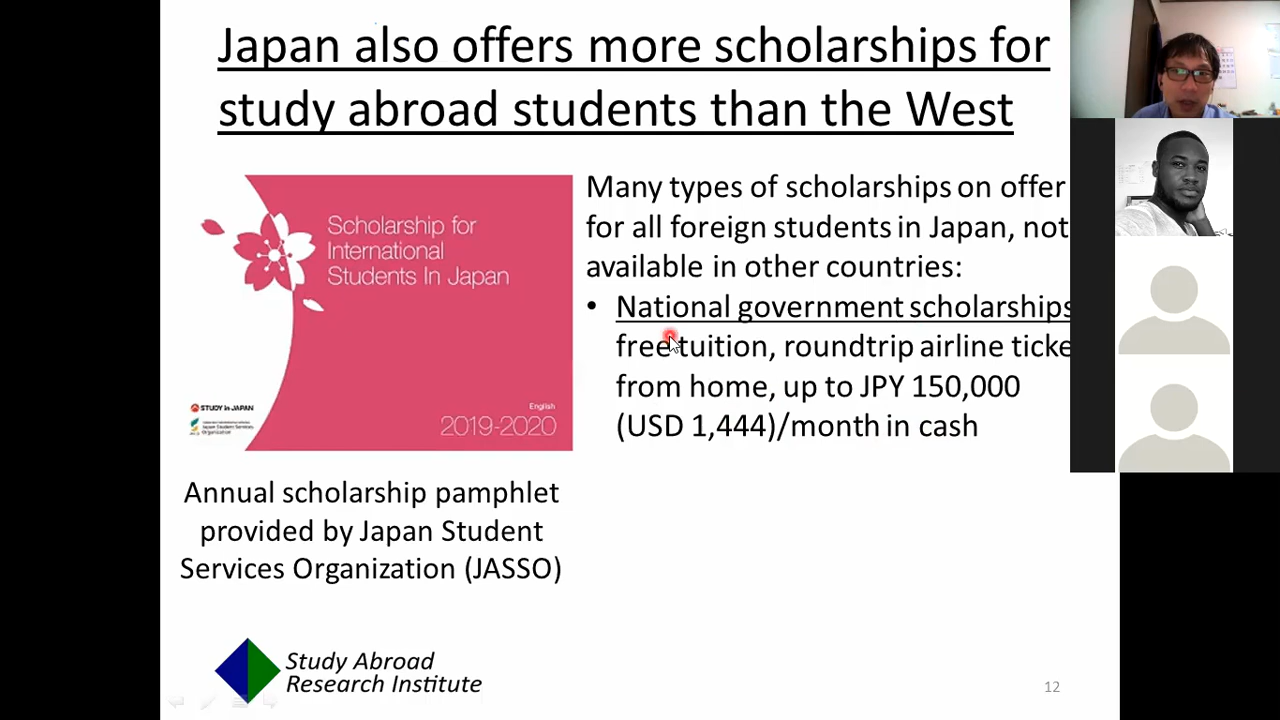 Japan also offers more scholarships for
study abroad students than the West
Scholarship for
International
Students In Japan
STUDY in JAPAN
Japan Student Services
Organization
English
2019-2020
Annual scholarship pamphlet
provided by Japan Student
Services Organization (JASSO)
Many types of scholarships on offer
for all foreign students in Japan, not
available in other countries:
• National government scholarships
free tuition, roundtrip airline ticke
from home, up to JPY 150,000
(USD 1,444)/month in cash
Study Abroad
Research Institute
12